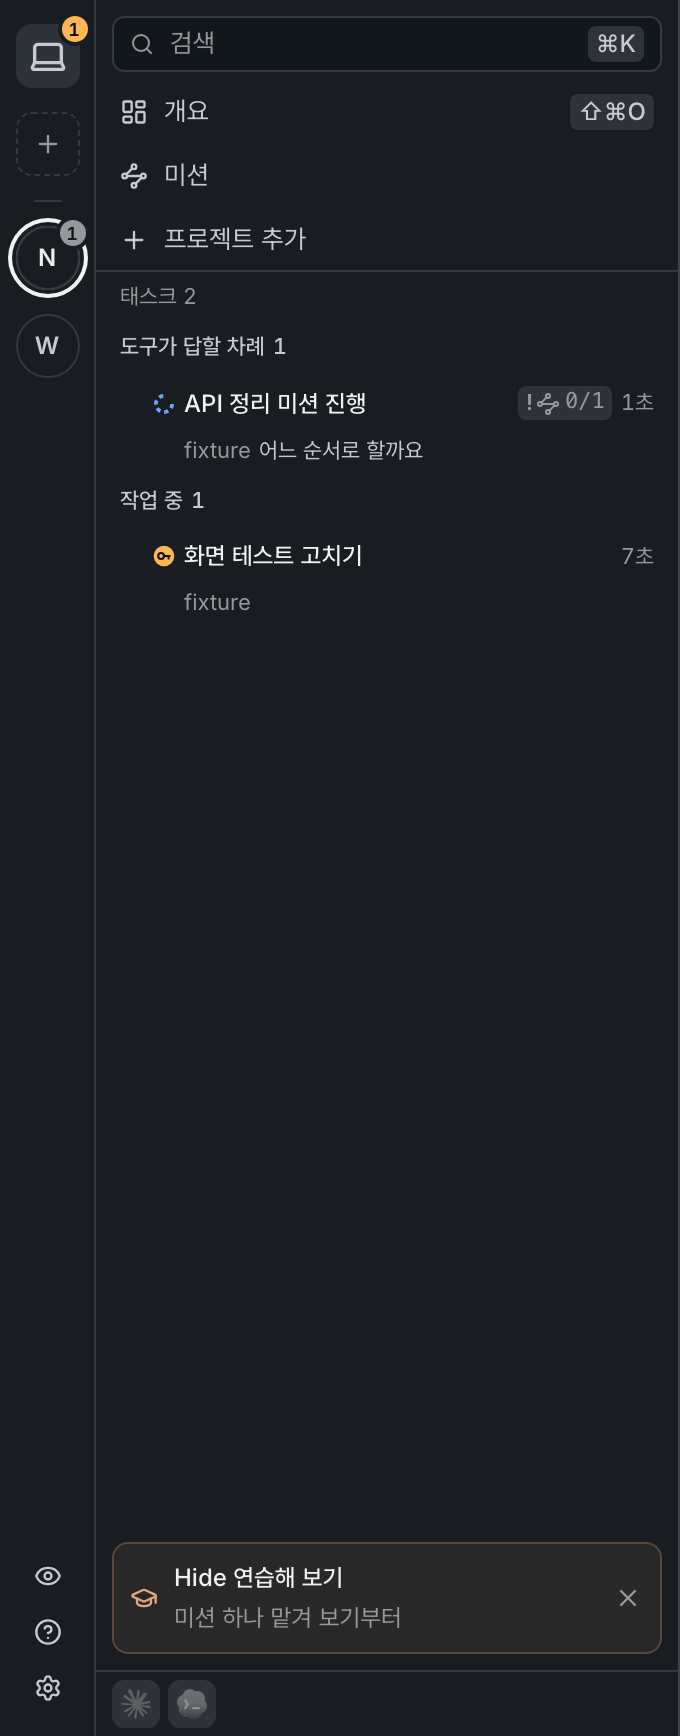 1
검색 ⌘K
개요 ⇧⌘O
미션
프로젝트 추가
1
N
W
태스크 2
도구가 답할 차례 1
API 정리 미션 진행 ! 0/1 1초
fixture 어느 순서로 할까요
작업 중 1
화면 테스트 고치기 7초
fixture
Hide 연습해 보기
미션 하나 맡겨 보기부터